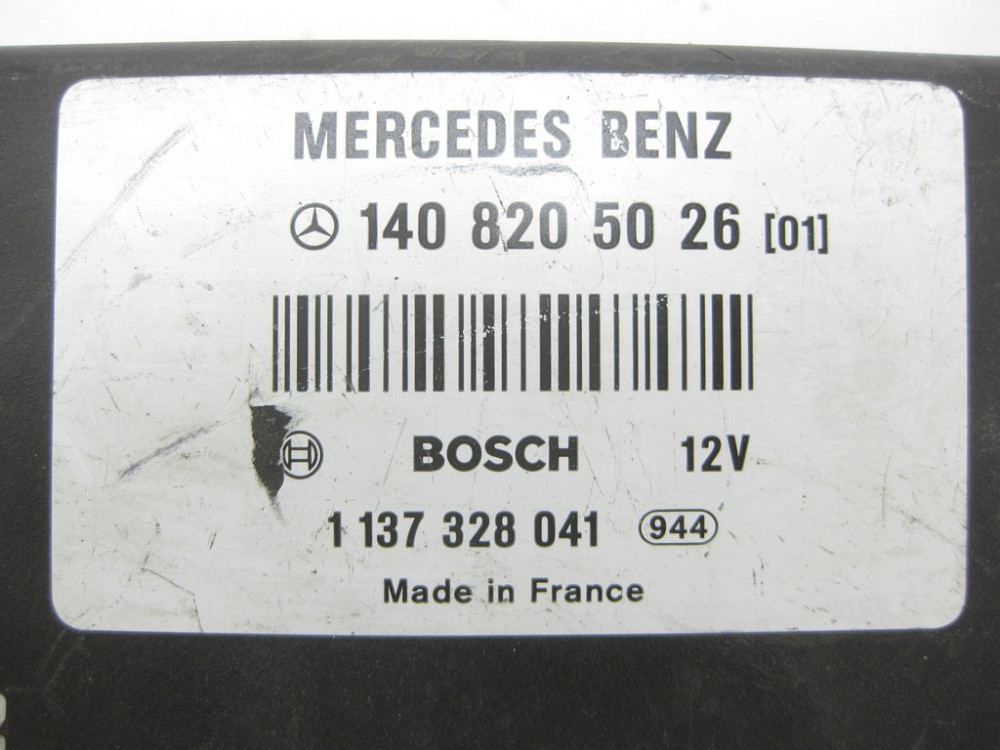 MERCEDES BENZ
140 820 50 26 [01]
BOSCH 12V
1 137 328 041 944
Made in France